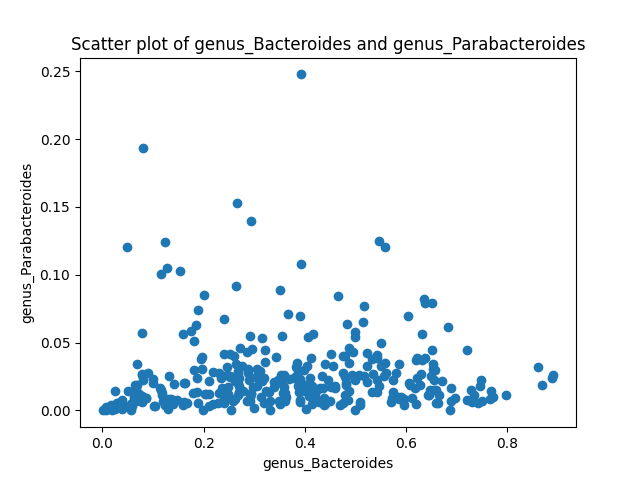 Scatter plot of genus_Bacteroides and genus_Parabacteroides
0.25
0.20
0.15
0.10
0.05
0.00
genus_Parabacteroides
0.0 0.2 0.4 0.6 0.8
genus_Bacteroides